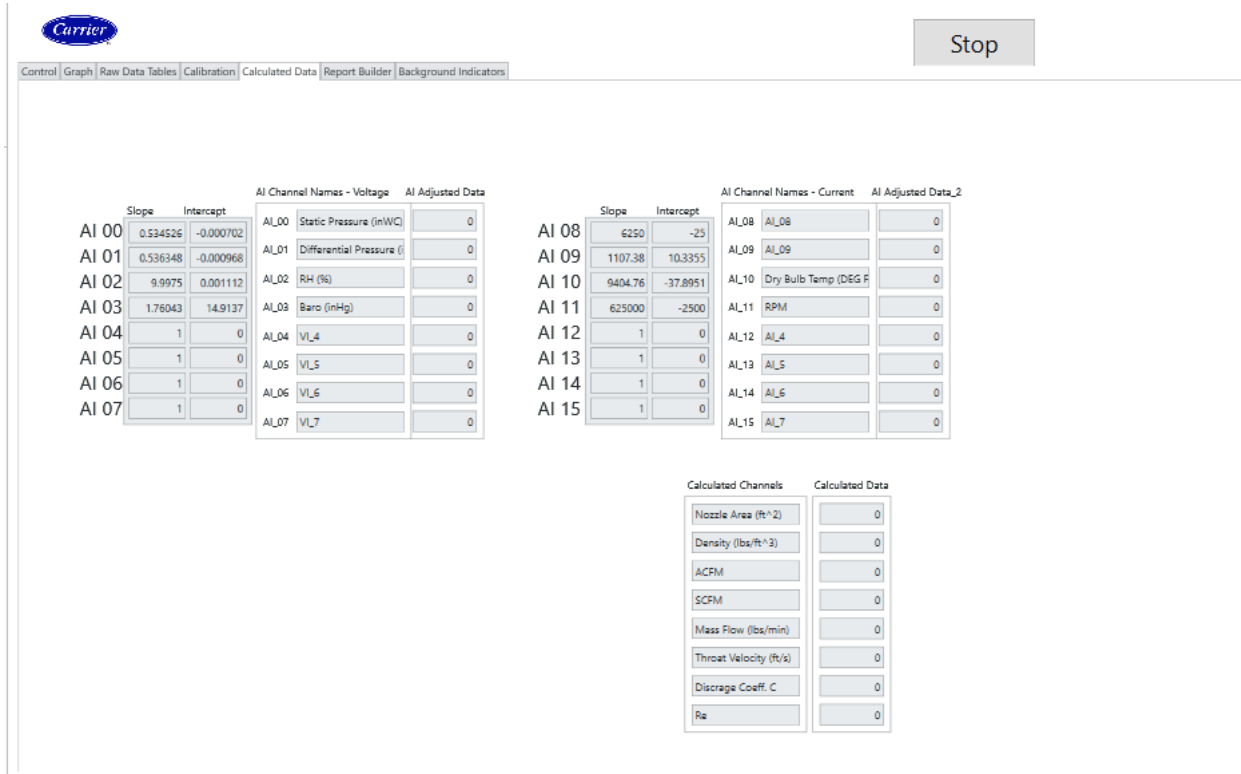 Carrier
Stop
Control Graph Raw Data Tables Calibration Calculated Data Report Builder Background Indicators
AI Channel Names - Voltage AI Adjusted Data AI Channel Names - Current AI Adjusted Data_2
Slope Intercept Slope Intercept
AI 00 0.534526 -0.000702 AI_00 Static Pressure (inWC) 0 AI 08 6250 -25 AI_08 AI_08 0
AI 01 0.536348 -0.000968 AI_01 Differential Pressure (i 0 AI 09 1107.38 10.3355 AI_09 AI_09 0
AI 02 9.9975 0.001112 AI_02 RH (%) 0 AI 10 9404.76 -37.8951 AI_10 Dry Bulb Temp (DEG F 0
AI 03 1.76043 14.9137 AI_03 Baro (inHg) 0 AI 11 625000 -2500 AI_11 RPM 0
AI 04 1 0 AI_04 VI_4 0 AI 12 1 0 AI_12 AI_4 0
AI 05 1 0 AI_05 VI_5 0 AI 13 1 0 AI_13 AI_5 0
AI 06 1 0 AI_06 VI_6 0 AI 14 1 0 AI_14 AI_6 0
AI 07 1 0 AI_07 VI_7 0 AI 15 1 0 AI_15 AI_7 0
Calculated Channels Calculated Data
Nozzle Area (ft^2) 0
Density (lbs/ft^3) 0
ACFM 0
SCFM 0
Mass Flow (lbs/min) 0
Throat Velocity (ft/s) 0
Discrage Coeff. C 0
Re 0